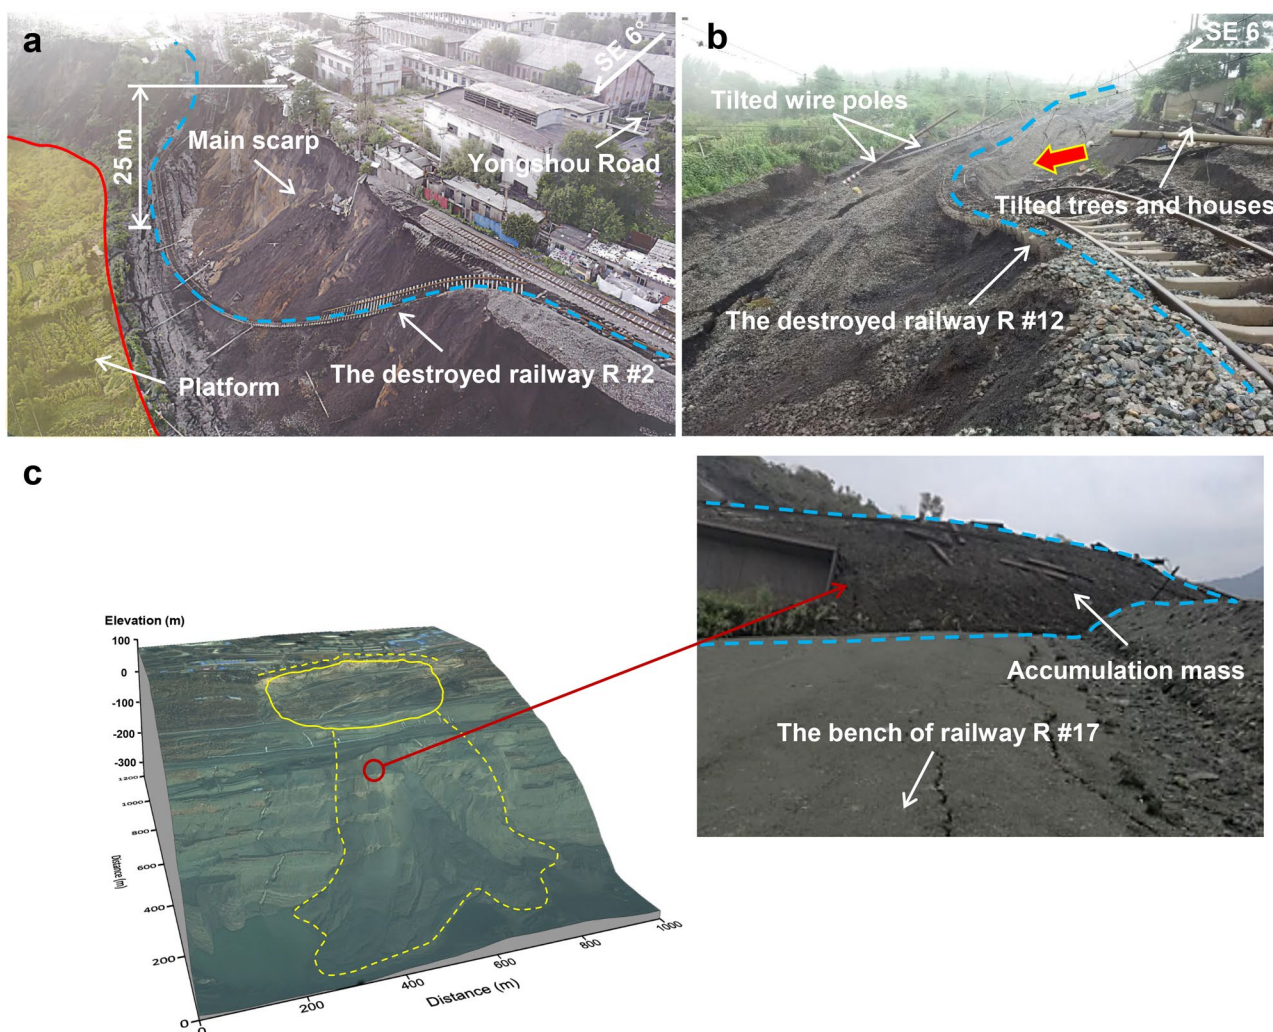 a
SE 6°
25 m
Main scarp
Yongshou Road
The destroyed railway R #2
Platform
b
SE 6°
Tilted wire poles
Tilted trees and houses
The destroyed railway R #12
c
Accumulation mass
The bench of railway R #17
Elevation (m)
100
0
-100
-200
-300
1200
1000
800
600
400
200
0
Distance (m)
0
200
400
600
800
1000
Distance (m)